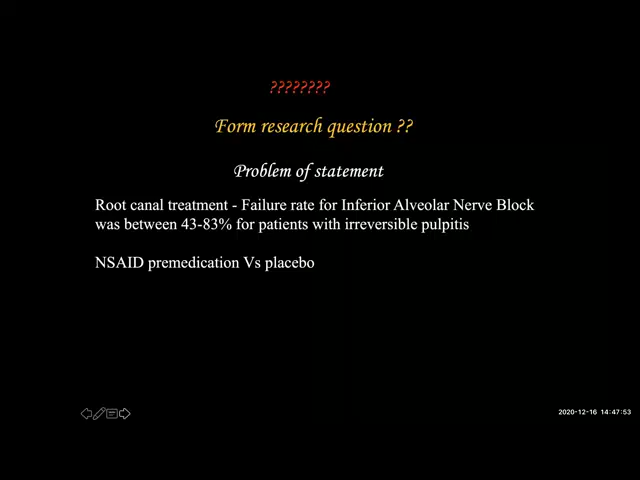 ????????
Form research question ??
Problem of statement
Root canal treatment - Failure rate for Inferior Alveolar Nerve Block
was between 43-83% for patients with irreversible pulpitis
NSAID premedication Vs placebo
2020-12-16 14:47:53